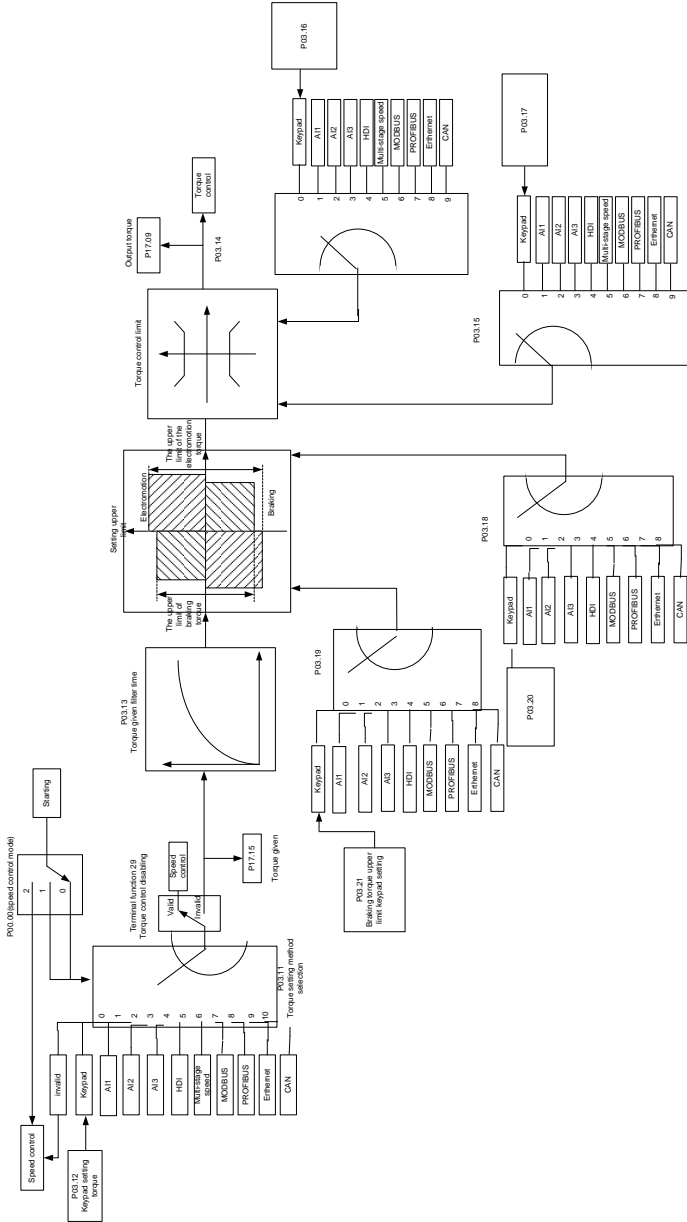 P00.00(speed control mode)
2
1
0
Starting
Speed control
invalid
Keypad
AI1
AI2
AI3
HDI
Multi-stage
speed
MODBUS
PROFIBUS
Erthernet
CAN
P03.12
Keypad setting
torque
0
1
2
3
4
5
6
7
8
9
10
P03.11
Torque setting method
selection
Terminal function 29
Torque control disabling
Valid
Invalid
Speed
control
P17.15
Torque given
P03.13
Torque given filter time
Setting upper
limit
Electromotion
Braking
The upper
limit of
braking
torque
The upper
limit of the
electromotion
torque
Torque control limit
Output torque
P17.09
Torque
control
P03.14
0
1
2
3
4
5
6
7
8
9
Keypad
AI1
AI2
AI3
HDI
Multi-stage speed
MODBUS
PROFIBUS
Erthernet
CAN
P03.16
P03.15
0
1
2
3
4
5
6
7
8
9
Keypad
AI1
AI2
AI3
HDI
Multi-stage speed
MODBUS
PROFIBUS
Erthernet
CAN
P03.17
P03.19
0
1
2
3
4
5
6
7
8
Keypad
AI1
AI2
AI3
HDI
MODBUS
PROFIBUS
Erthernet
CAN
P03.21
Braking torque upper
limit keypad setting
P03.18
0
1
2
3
4
5
6
7
8
Keypad
AI1
AI2
AI3
HDI
MODBUS
PROFIBUS
Erthernet
CAN
P03.20